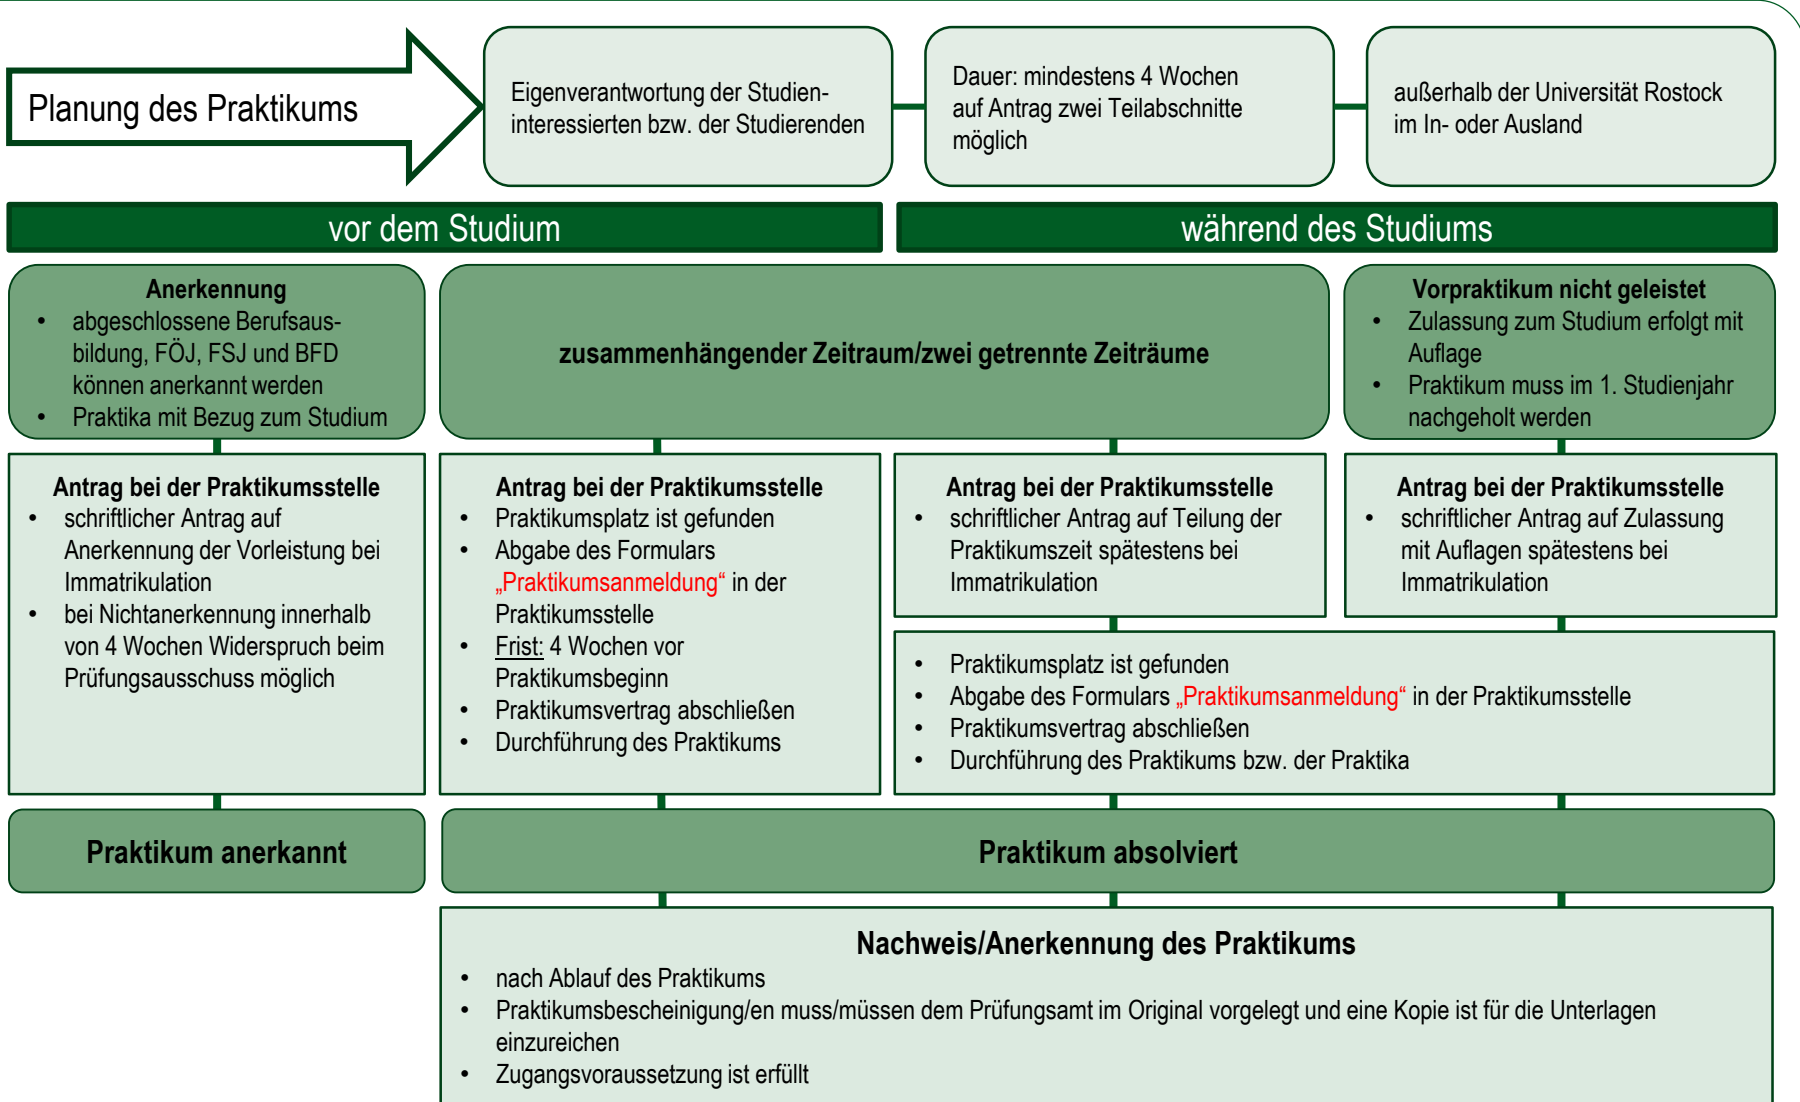 Planung des Praktikums
Eigenverantwortung der Studien-
interessierten bzw. der Studierenden
Dauer: mindestens 4 Wochen
auf Antrag zwei Teilabschnitte
möglich
außerhalb der Universität Rostock
im In- oder Ausland
vor dem Studium
während des Studiums
Anerkennung
• abgeschlossene Berufsaus-
bildung, FÖJ, FSJ und BFD
können anerkannt werden
• Praktika mit Bezug zum Studium
zusammenhängender Zeitraum/zwei getrennte Zeiträume
Vorpraktikum nicht geleistet
• Zulassung zum Studium erfolgt mit
Auflage
• Praktikum muss im 1. Studienjahr
nachgeholt werden
Antrag bei der Praktikumsstelle
• schriftlicher Antrag auf
Anerkennung der Vorleistung bei
Immatrikulation
• bei Nichtanerkennung innerhalb
von 4 Wochen Widerspruch beim
Prüfungsausschuss möglich
Antrag bei der Praktikumsstelle
• Praktikumsplatz ist gefunden
• Abgabe des Formulars
„Praktikumsanmeldung“ in der
Praktikumsstelle
• Frist: 4 Wochen vor
Praktikumsbeginn
• Praktikumsvertrag abschließen
• Durchführung des Praktikums
Antrag bei der Praktikumsstelle
• schriftlicher Antrag auf Teilung der
Praktikumszeit spätestens bei
Immatrikulation
Antrag bei der Praktikumsstelle
• schriftlicher Antrag auf Zulassung
mit Auflagen spätestens bei
Immatrikulation
• Praktikumsplatz ist gefunden
• Abgabe des Formulars „Praktikumsanmeldung“ in der Praktikumsstelle
• Praktikumsvertrag abschließen
• Durchführung des Praktikums bzw. der Praktika
Praktikum anerkannt
Praktikum absolviert
Nachweis/Anerkennung des Praktikums
• nach Ablauf des Praktikums
• Praktikumsbescheinigung/en muss/müssen dem Prüfungsamt im Original vorgelegt und eine Kopie ist für die Unterlagen
einzureichen
• Zugangsvoraussetzung ist erfüllt